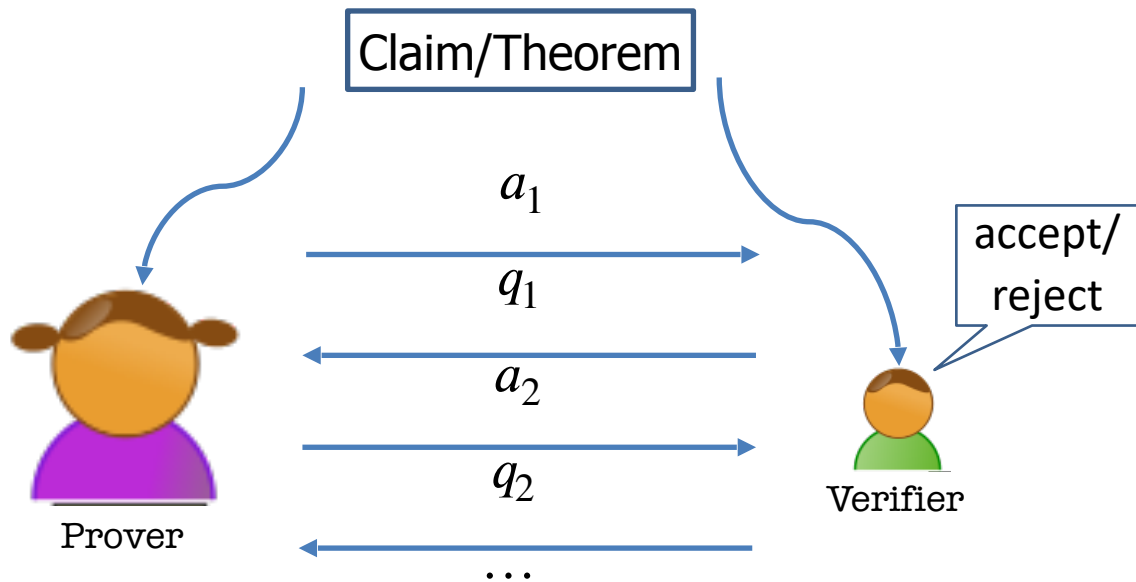 Claim/Theorem
a₁
accept/
reject
q₁
a₂
q₂
Verifier
Prover
...